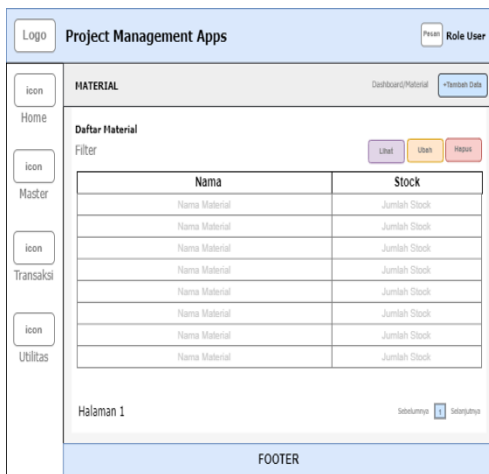 Logo
Project Management Apps
Pesan
Role User
icon
Home
icon
Master
icon
Transaksi
icon
Utilitas
MATERIAL
Dashboard/Material
+Tambah Data
Daftar Material
Filter
Lihat
Ubah
Hapus
Nama Stock
Nama Material Jumlah Stock
Nama Material Jumlah Stock
Nama Material Jumlah Stock
Nama Material Jumlah Stock
Nama Material Jumlah Stock
Nama Material Jumlah Stock
Nama Material Jumlah Stock
Nama Material Jumlah Stock
Halaman 1
Sebelumnya 1 Selanjutnya
FOOTER